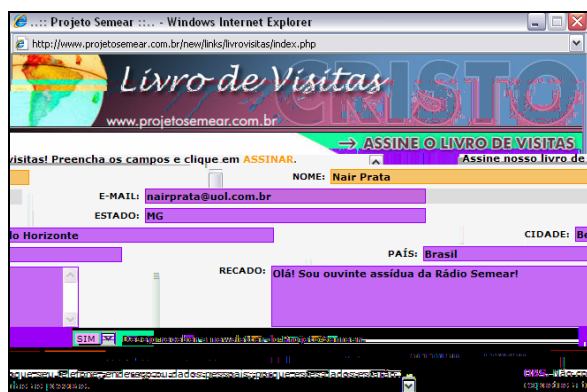 ..:: Projeto Semear ::.. - Windows Internet Explorer
http://www.projetosemear.com.br/new/links/livrovisitas/index.php
Livro de Visitas
CRISTO
www.projetosemear.com.br
→ ASSINE O LIVRO DE VISITAS
visitas! Preencha os campos e clique em ASSINAR. Assine nosso livro de
NOME: Nair Prata
E-MAIL: nairprata@uol.com.br
ESTADO: MG
lo Horizonte CIDADE: Be
PAÍS: Brasil
RECADO: Olá! Sou ouvinte assídua da Rádio Semear!
SIM